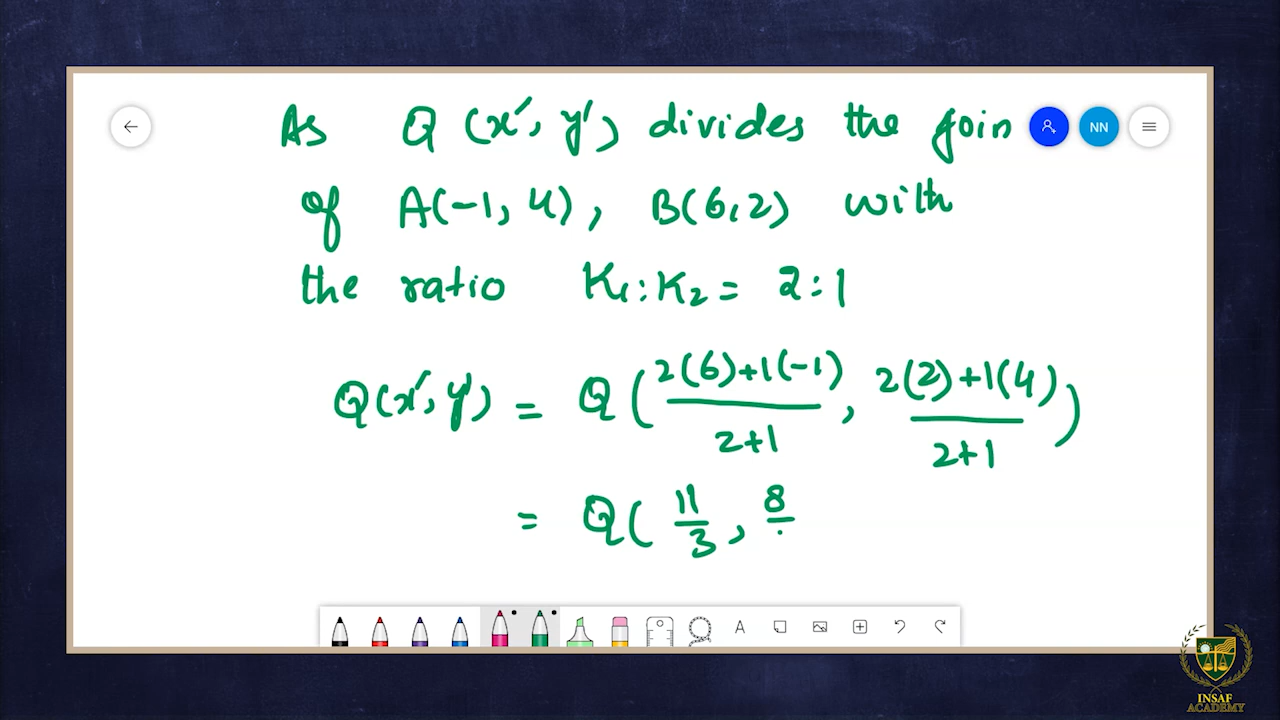 As Q (x′, y′) divides the join
NN
of A(-1, 4), B(6,2) with
the ratio K₁:K₂ = 2:1
Q(x′, y′) = Q ( 2(6)+1(-1) / 2+1 , 2(2)+1(4) / 2+1 )
= Q ( 11/3 , 8/
A
INSAF
ACADEMY